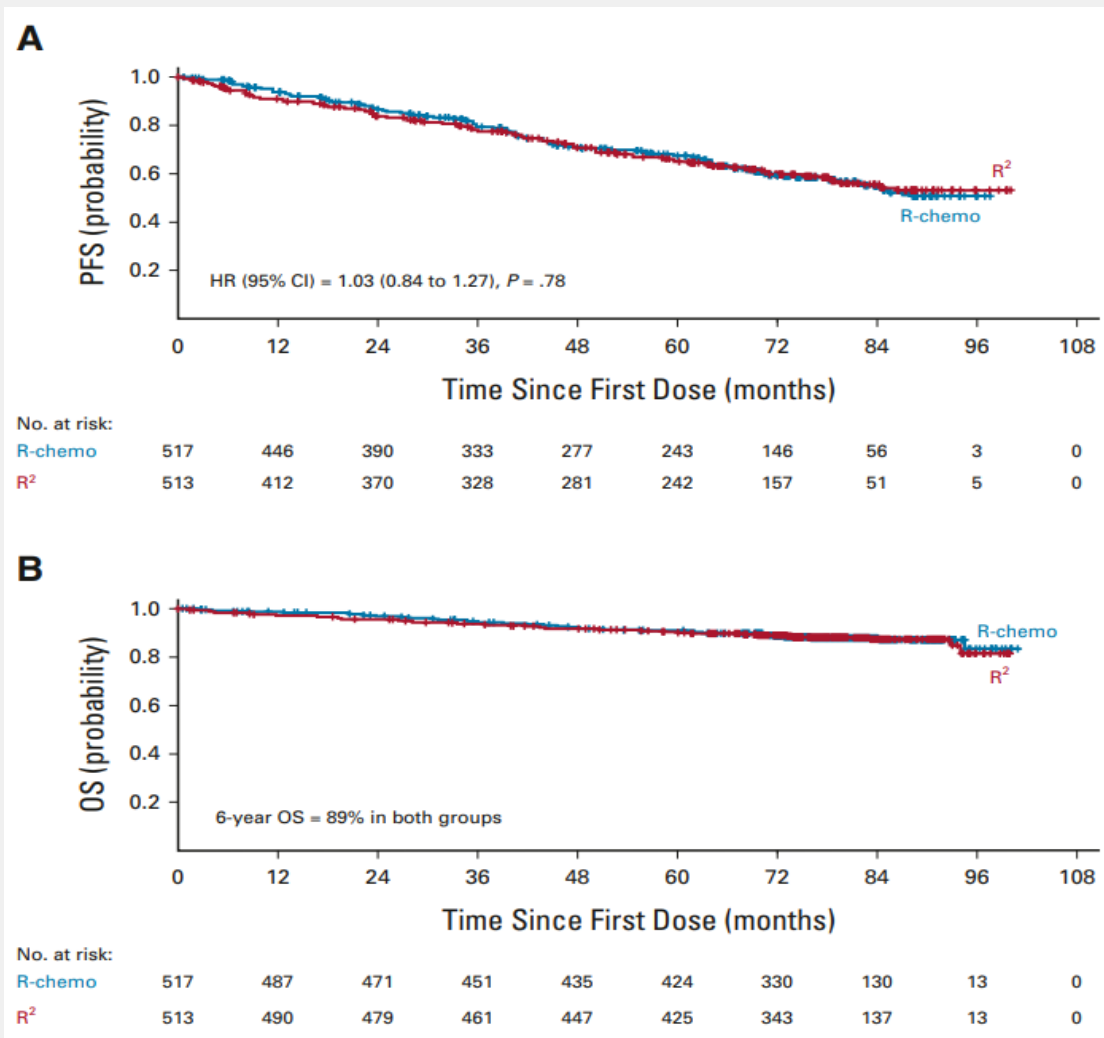 A
PFS (probability)
1.0
0.8
0.6
0.4
0.2
R²
R-chemo
HR (95% CI) = 1.03 (0.84 to 1.27), P = .78
0 12 24 36 48 60 72 84 96 108
Time Since First Dose (months)
No. at risk:
R-chemo 517 446 390 333 277 243 146 56 3 0
R² 513 412 370 328 281 242 157 51 5 0
B
OS (probability)
1.0
0.8
0.6
0.4
0.2
R-chemo
R²
6-year OS = 89% in both groups
0 12 24 36 48 60 72 84 96 108
Time Since First Dose (months)
No. at risk:
R-chemo 517 487 471 451 435 424 330 130 13 0
R² 513 490 479 461 447 425 343 137 13 0